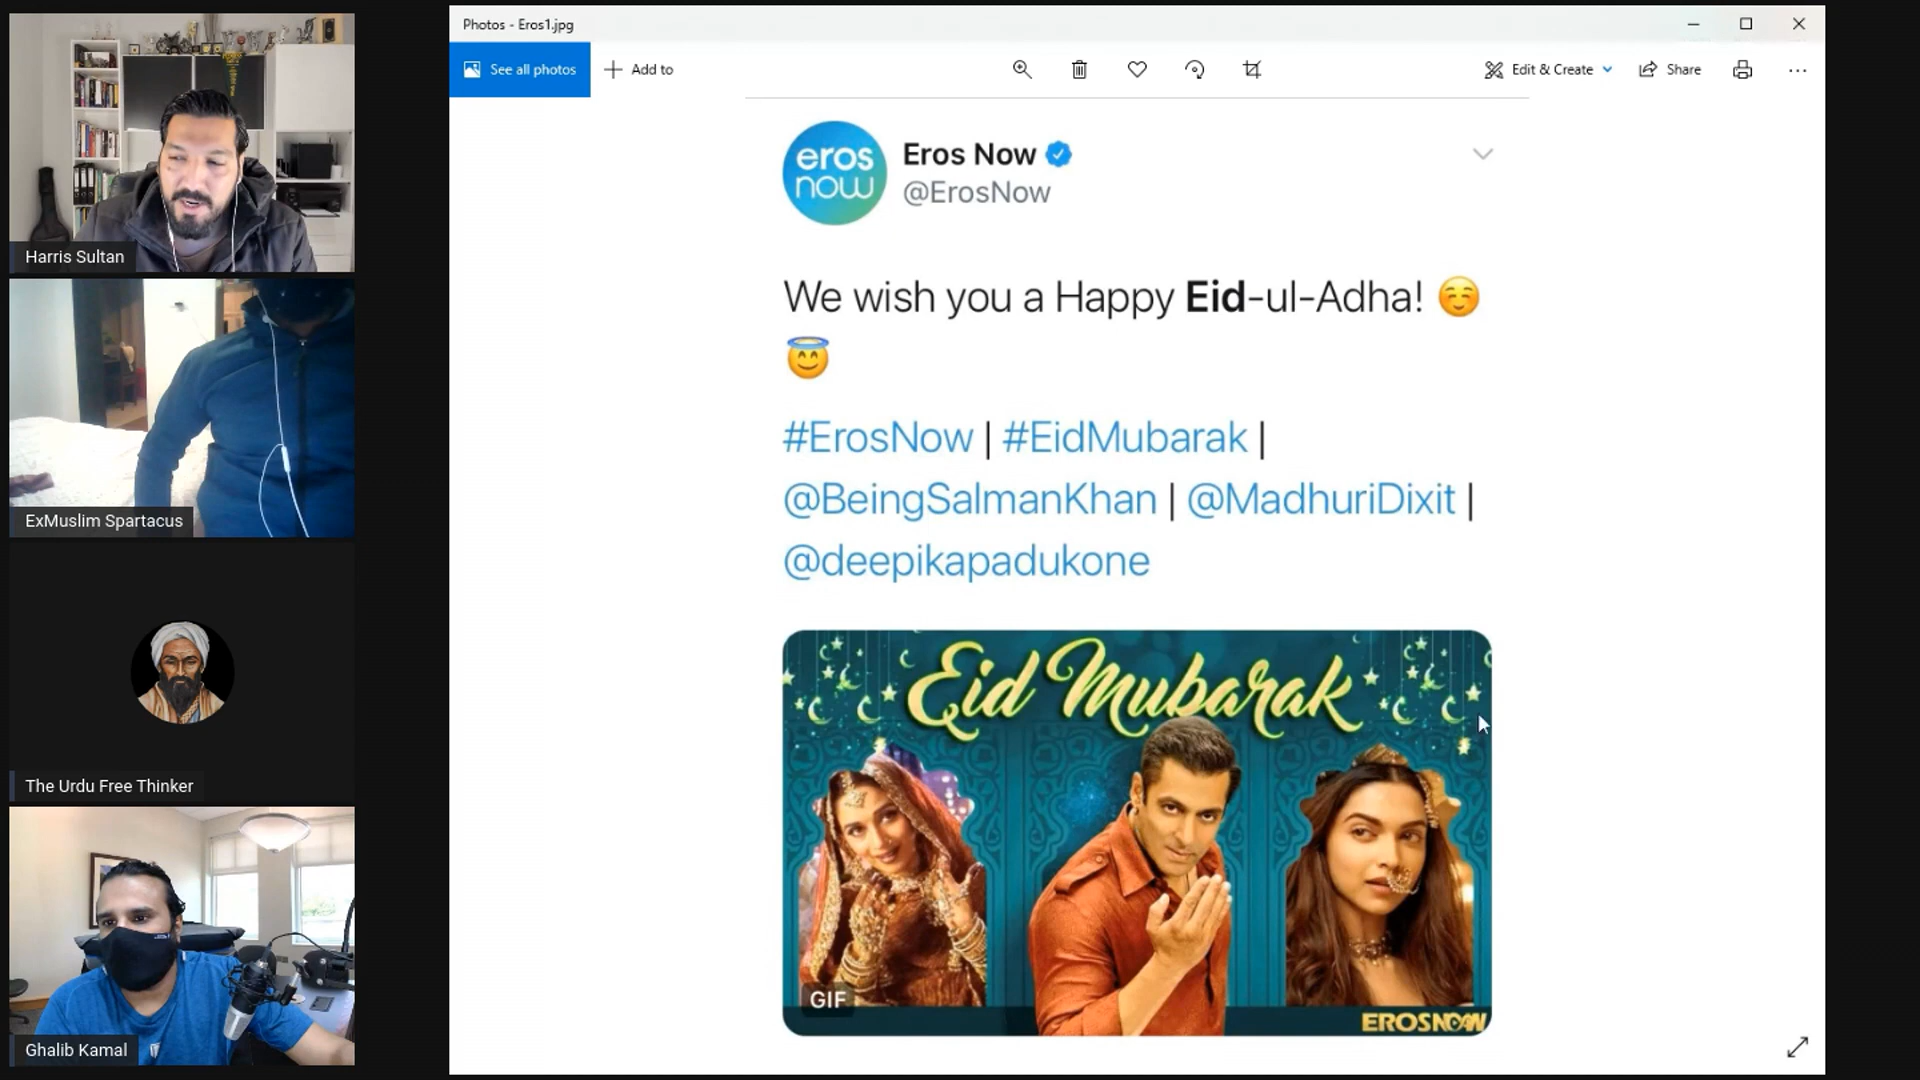 Harris Sultan
ExMuslim Spartacus
The Urdu Free Thinker
Ghalib Kamal
Photos - Eros1.jpg
See all photos
Add to
Edit & Create
Share
eros
now
Eros Now
@ErosNow
We wish you a Happy Eid-ul-Adha! ☺️
😇
#ErosNow | #EidMubarak |
@BeingSalmanKhan | @MadhuriDixit |
@deepikapadukone
Eid Mubarak
GIF
EROSNOW